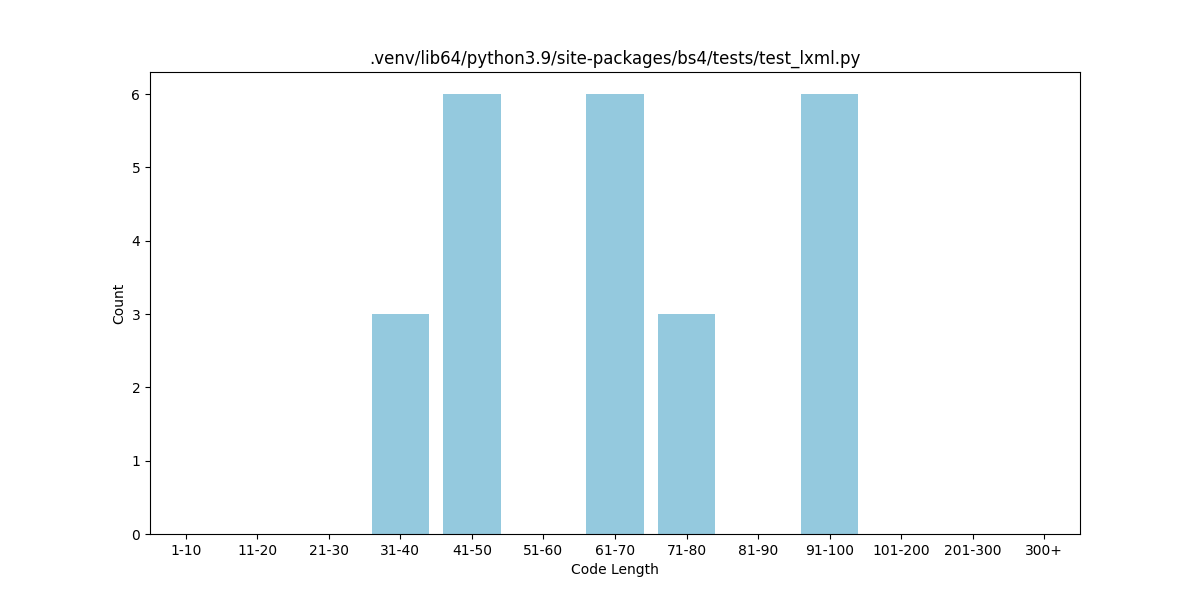 .venv/lib64/python3.9/site-packages/bs4/tests/test_lxml.py
6
5
4
3
2
1
0
Count
1-10 11-20 21-30 31-40 41-50 51-60 61-70 71-80 81-90 91-100 101-200 201-300 300+
Code Length